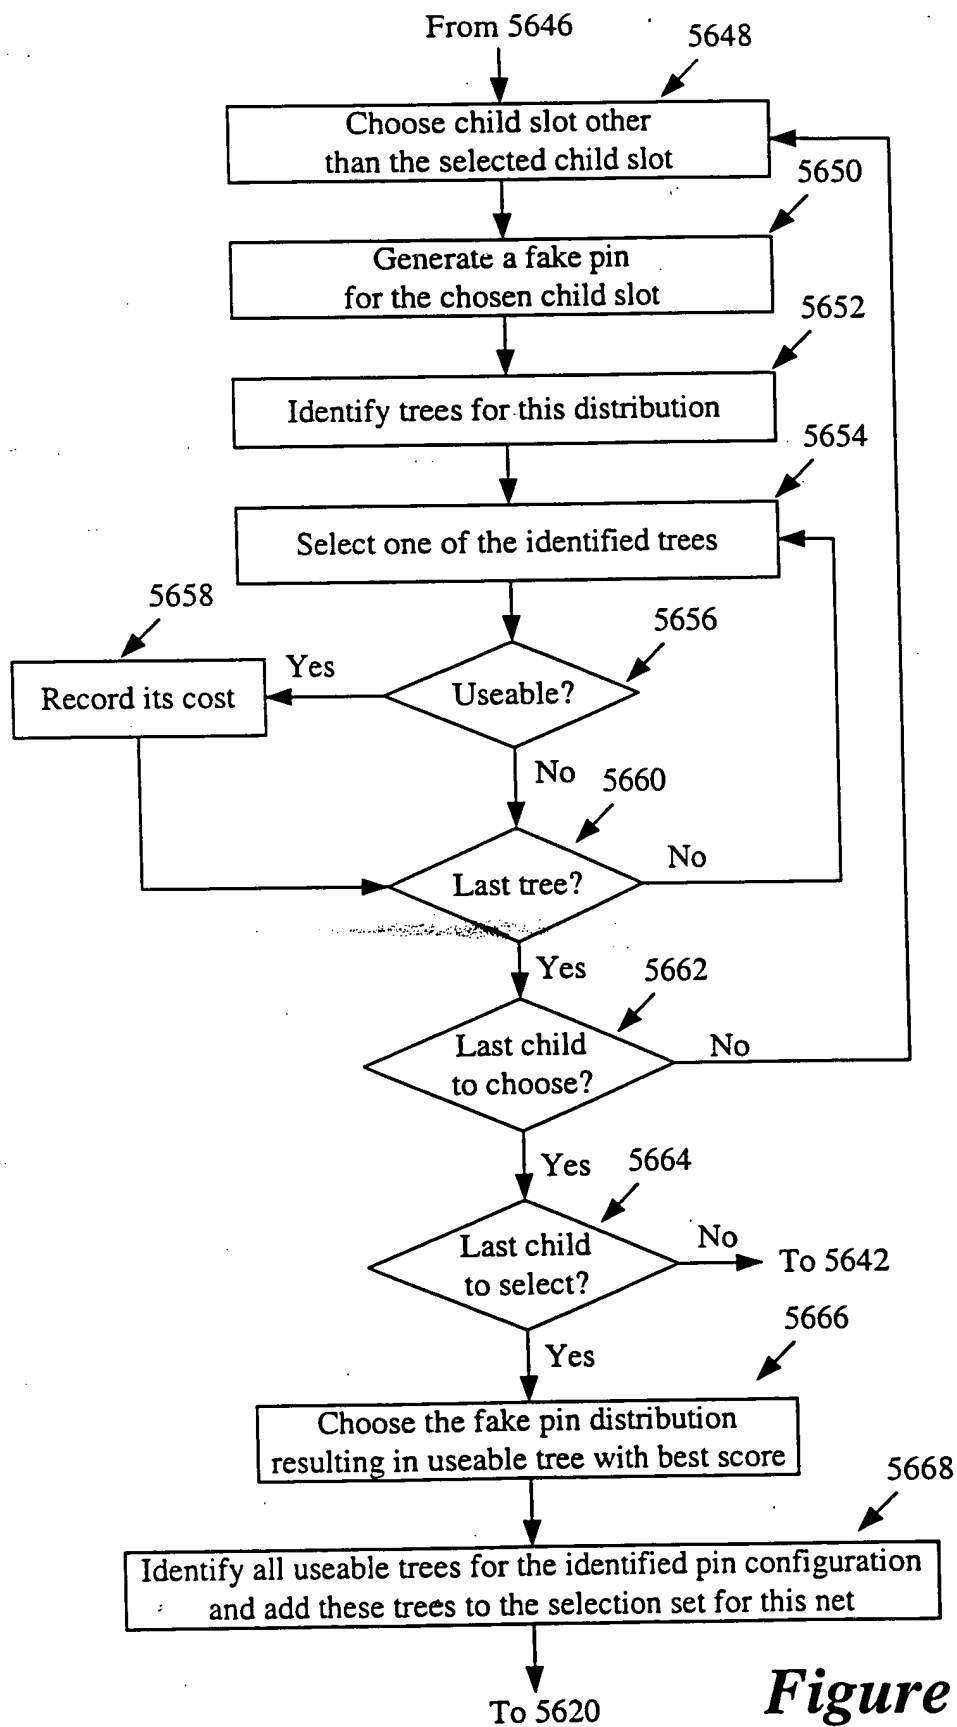 From 5646
5648
Choose child slot other
than the selected child slot
5650
Generate a fake pin
for the chosen child slot
5652
Identify trees for this distribution
5654
Select one of the identified trees
5658
5656
Yes
Record its cost
Useable?
No
5660
Last tree?
No
Yes
5662
Last child
to choose?
No
Yes
5664
Last child
to select?
No
To 5642
5666
Yes
Choose the fake pin distribution
resulting in useable tree with best score
5668
Identify all useable trees for the identified pin configuration
and add these trees to the selection set for this net
To 5620
Figure